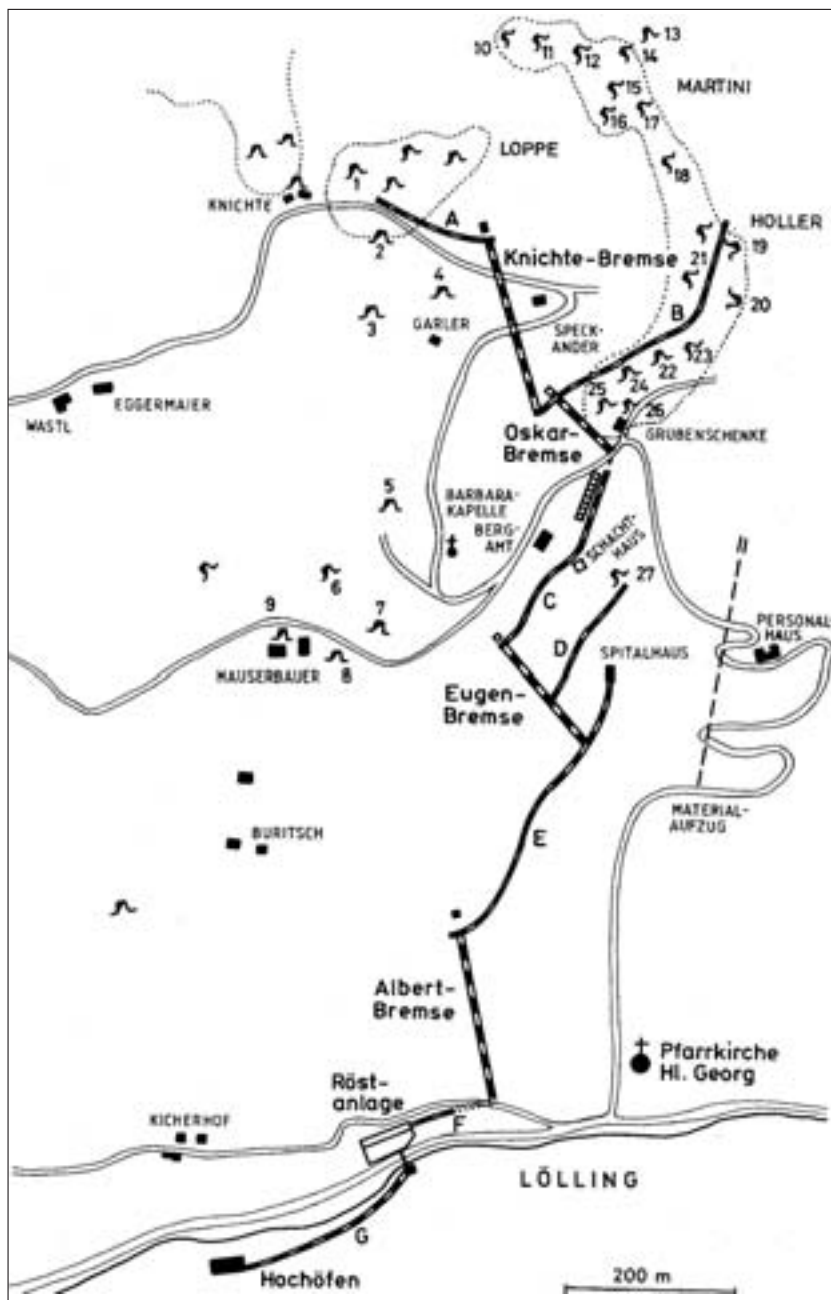 10
11
12
13
14
15
16
17
MARTINI
LOPPE
1
18
KNICHTE
A
HOLLER
2
19
21
Knichte-Bremse
4
20
3
B
GARLER
SPECK-
ANDER
23
22
25
24
EGGERMAIER
26
WASTL
Oskar-
Bremse
GRUBENSCHENKE
5
BARBARA-
KAPELLE
BERG-
AMT
SCHACHT-
HAUS
27
6
C
9
7
D
PERSONAL-
HAUS
SPITALHAUS
MAUSERBAUER
8
Eugen-
Bremse
MATERIAL-
AUFZUG
BURITSCH
E
Albert-
Bremse
Pfarrkirche
Hl. Georg
Röst-
anlage
KICHERHOF
F
LÖLLING
G
Hochöfen
200 m